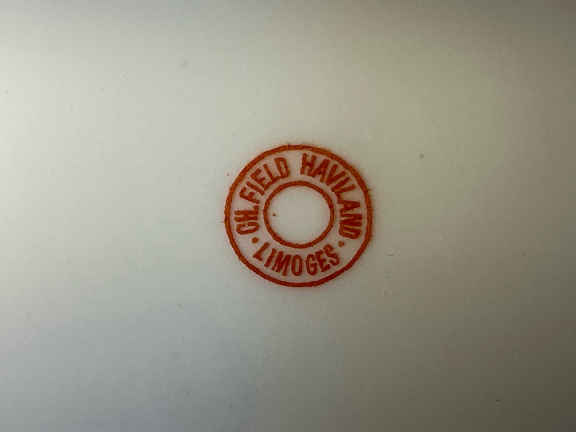 CH. FIELD HAVILAND
• LIMOGES •